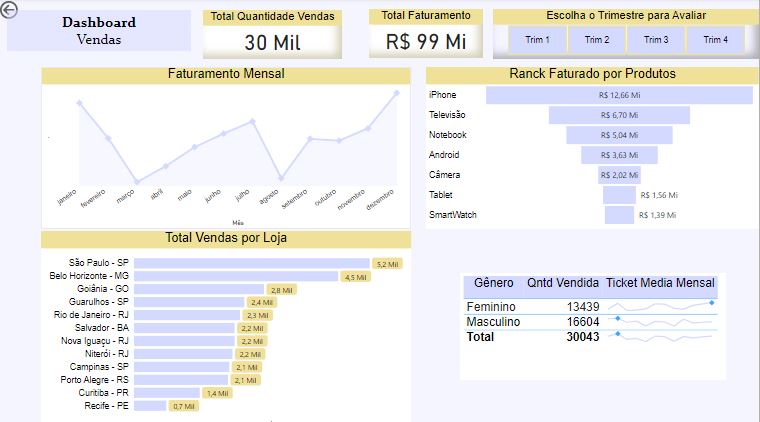 Dashboard
Vendas
Total Quantidade Vendas
30 Mil
Total Faturamento
R$ 99 Mi
Escolha o Trimestre para Avaliar
Trim 1
Trim 2
Trim 3
Trim 4
Faturamento Mensal
janeiro
fevereiro
março
abril
maio
junho
julho
agosto
setembro
outubro
novembro
dezembro
Mês
Ranck Faturado por Produtos
iPhone R$ 12,66 Mi
Televisão R$ 6,70 Mi
Notebook R$ 5,04 Mi
Android R$ 3,63 Mi
Câmera R$ 2,02 Mi
Tablet R$ 1,56 Mi
SmartWatch R$ 1,39 Mi
Total Vendas por Loja
São Paulo - SP 5,2 Mil
Belo Horizonte - MG 4,5 Mil
Goiânia - GO 2,8 Mil
Guarulhos - SP 2,4 Mil
Rio de Janeiro - RJ 2,3 Mil
Salvador - BA 2,2 Mil
Nova Iguaçu - RJ 2,2 Mil
Niterói - RJ 2,2 Mil
Campinas - SP 2,1 Mil
Porto Alegre - RS 2,1 Mil
Curitiba - PR 1,4 Mil
Recife - PE 0,7 Mil
Gênero Qntd Vendida Ticket Media Mensal
Feminino 13439
Masculino 16604
Total 30043